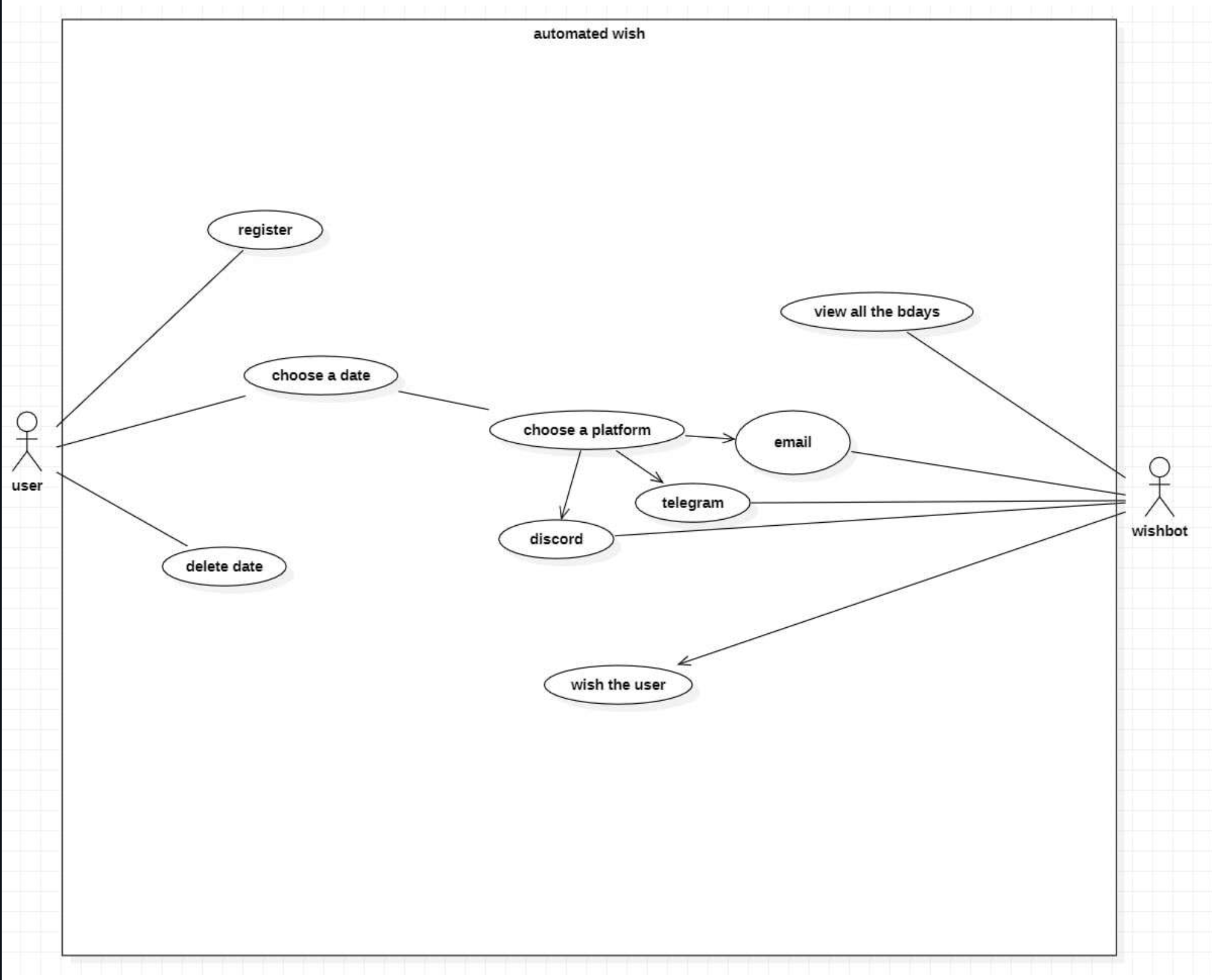 automated wish
register
view all the bdays
choose a date
choose a platform
email
user
telegram
wishbot
discord
delete date
wish the user